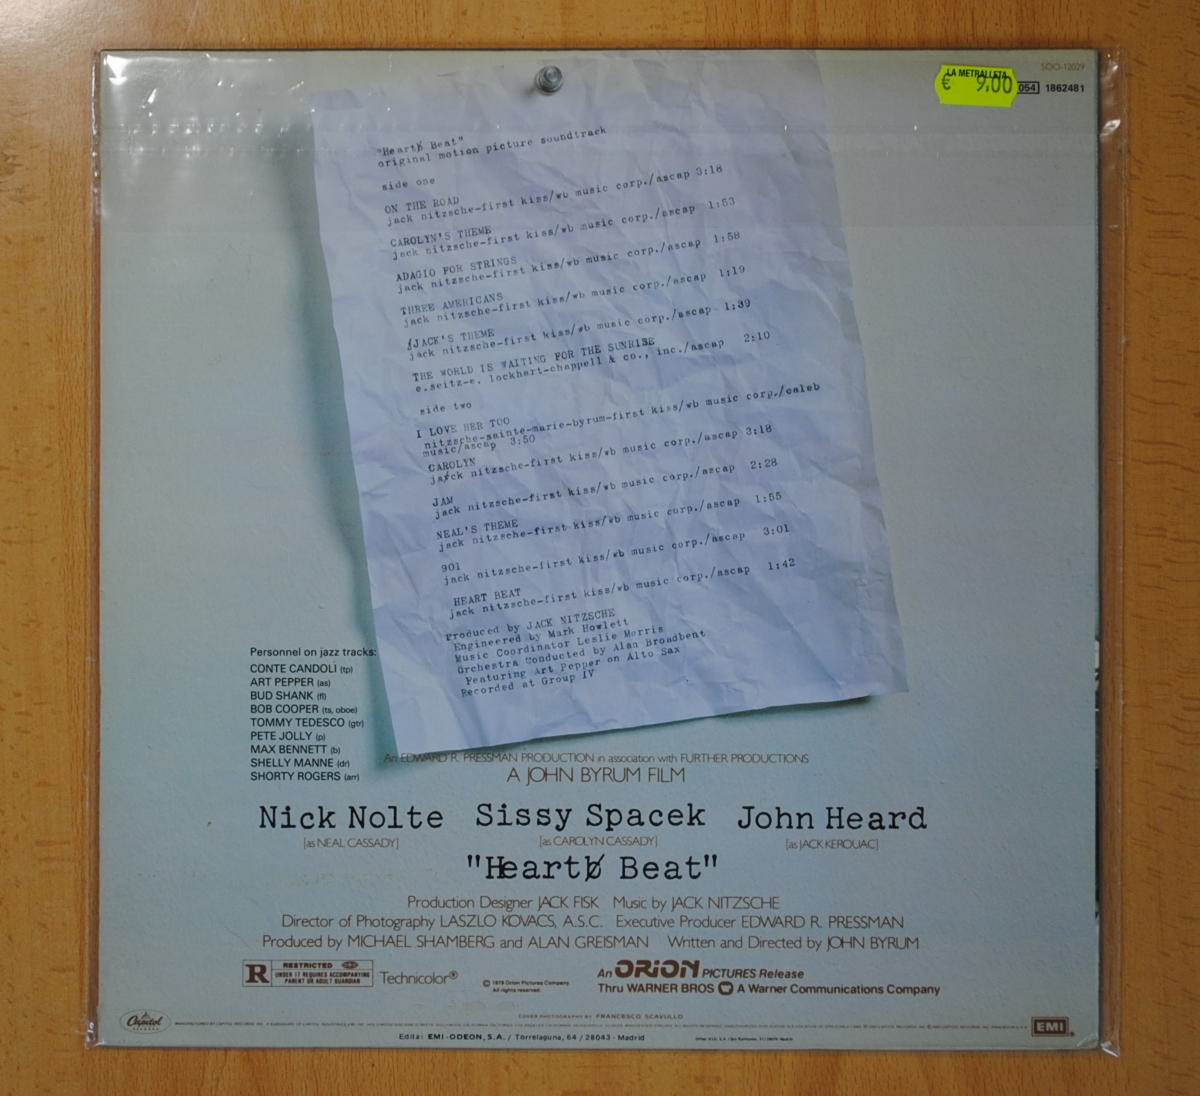 SOO-12029
LA METRALLETA
€ 9,00
054 1862481
"Heart Beat"
original motion picture soundtrack
side one
ON THE ROAD
jack nitzsche-first kiss/wb music corp./ascap 3:18
CAROLYN'S THEME
jack nitzsche-first kiss/wb music corp./ascap 1:53
ADAGIO FOR STRINGS
jack nitzsche-first kiss/wb music corp./ascap 1:58
THREE AMERICANS
jack nitzsche-first kiss/wb music corp./ascap 1:19
JACK'S THEME
jack nitzsche-first kiss/wb music corp./ascap 1:39
THE WORLD IS WAITING FOR THE SUNRISE
e.seitz-e. lockhart-chappell & co., inc./ascap 2:10
side two
I LOVE HER TOO
nitzsche-sainte-marie-byrum-first kiss/wb music corp./caleb
music/ascap 3:50
CAROLYN
jack nitzsche-first kiss/wb music corp./ascap 3:18
JAM
jack nitzsche-first kiss/wb music corp./ascap 2:28
NEAL'S THEME
jack nitzsche-first kiss/wb music corp./ascap 1:55
901
jack nitzsche-first kiss/wb music corp./ascap 3:01
HEART BEAT
jack nitzsche-first kiss/wb music corp./ascap 1:42
Produced by JACK NITZSCHE
Engineered by Mark Howlett
Music Coordinator Leslie Morris
Orchestra Conducted by Alan Broadbent
Featuring Art Pepper on Alto Sax
Recorded at Group IV
Personnel on jazz tracks:
CONTE CANDOLI (tp)
ART PEPPER (as)
BUD SHANK (fl)
BOB COOPER (ts, oboe)
TOMMY TEDESCO (gtr)
PETE JOLLY (p)
MAX BENNETT (b)
SHELLY MANNE (dr)
SHORTY ROGERS (arr)
An EDWARD R. PRESSMAN PRODUCTION in association with FURTHER PRODUCTIONS
A JOHN BYRUM FILM
Nick Nolte Sissy Spacek John Heard
[as NEAL CASSADY] [as CAROLYN CASSADY] [as JACK KEROUAC]
"Heart Beat"
Production Designer JACK FISK Music by JACK NITZSCHE
Director of Photography LASZLO KOVACS, A.S.C. Executive Producer EDWARD R. PRESSMAN
Produced by MICHAEL SHAMBERG and ALAN GREISMAN Written and Directed by JOHN BYRUM
R RESTRICTED
UNDER 17 REQUIRES ACCOMPANYING
PARENT OR ADULT GUARDIAN
Technicolor®
© 1979 Orion Pictures Company
All rights reserved.
An ORION PICTURES Release
Thru WARNER BROS A Warner Communications Company
COVER PHOTOGRAPHY BY FRANCESCO SCAVULLO
Capitol
RECORDS
EMI
Edita: EMI-ODEON, S.A. / Torrelaguna, 64 / 28043 - Madrid